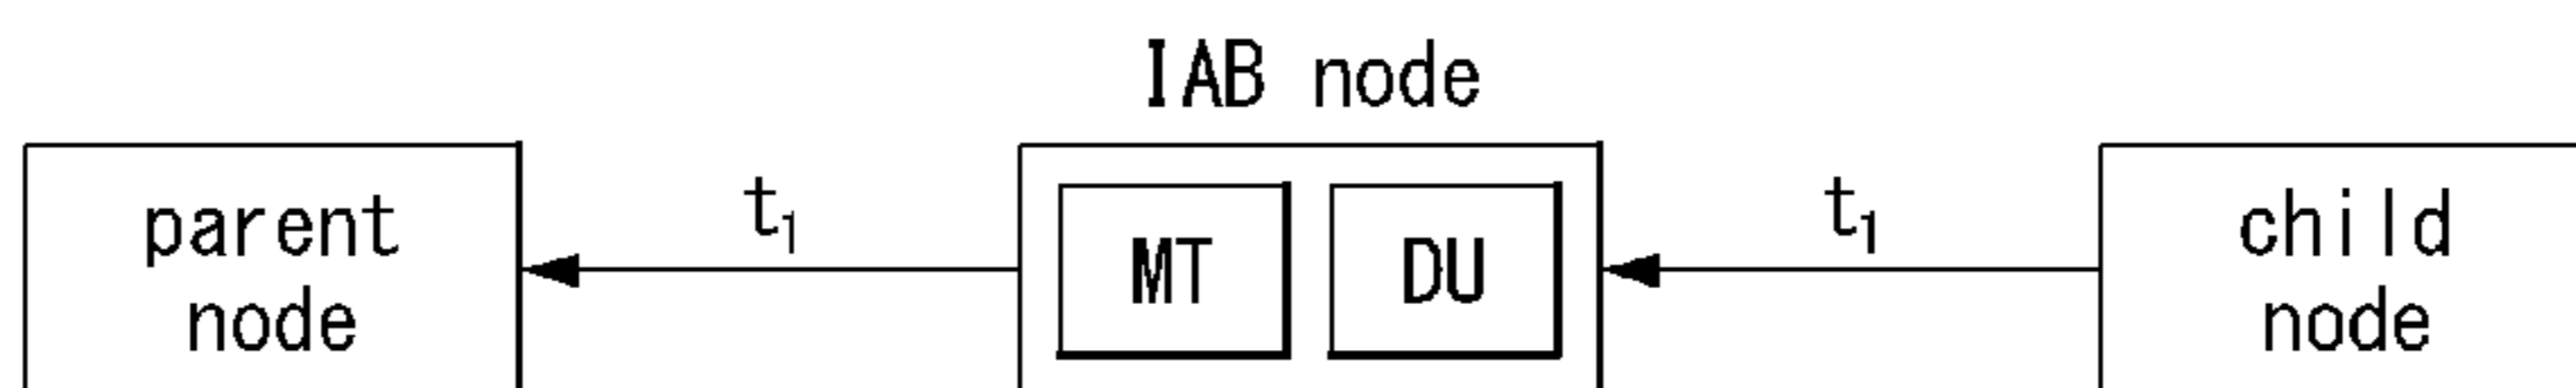 IAB node
parent
node
t1
MT
DU
t1
child
node